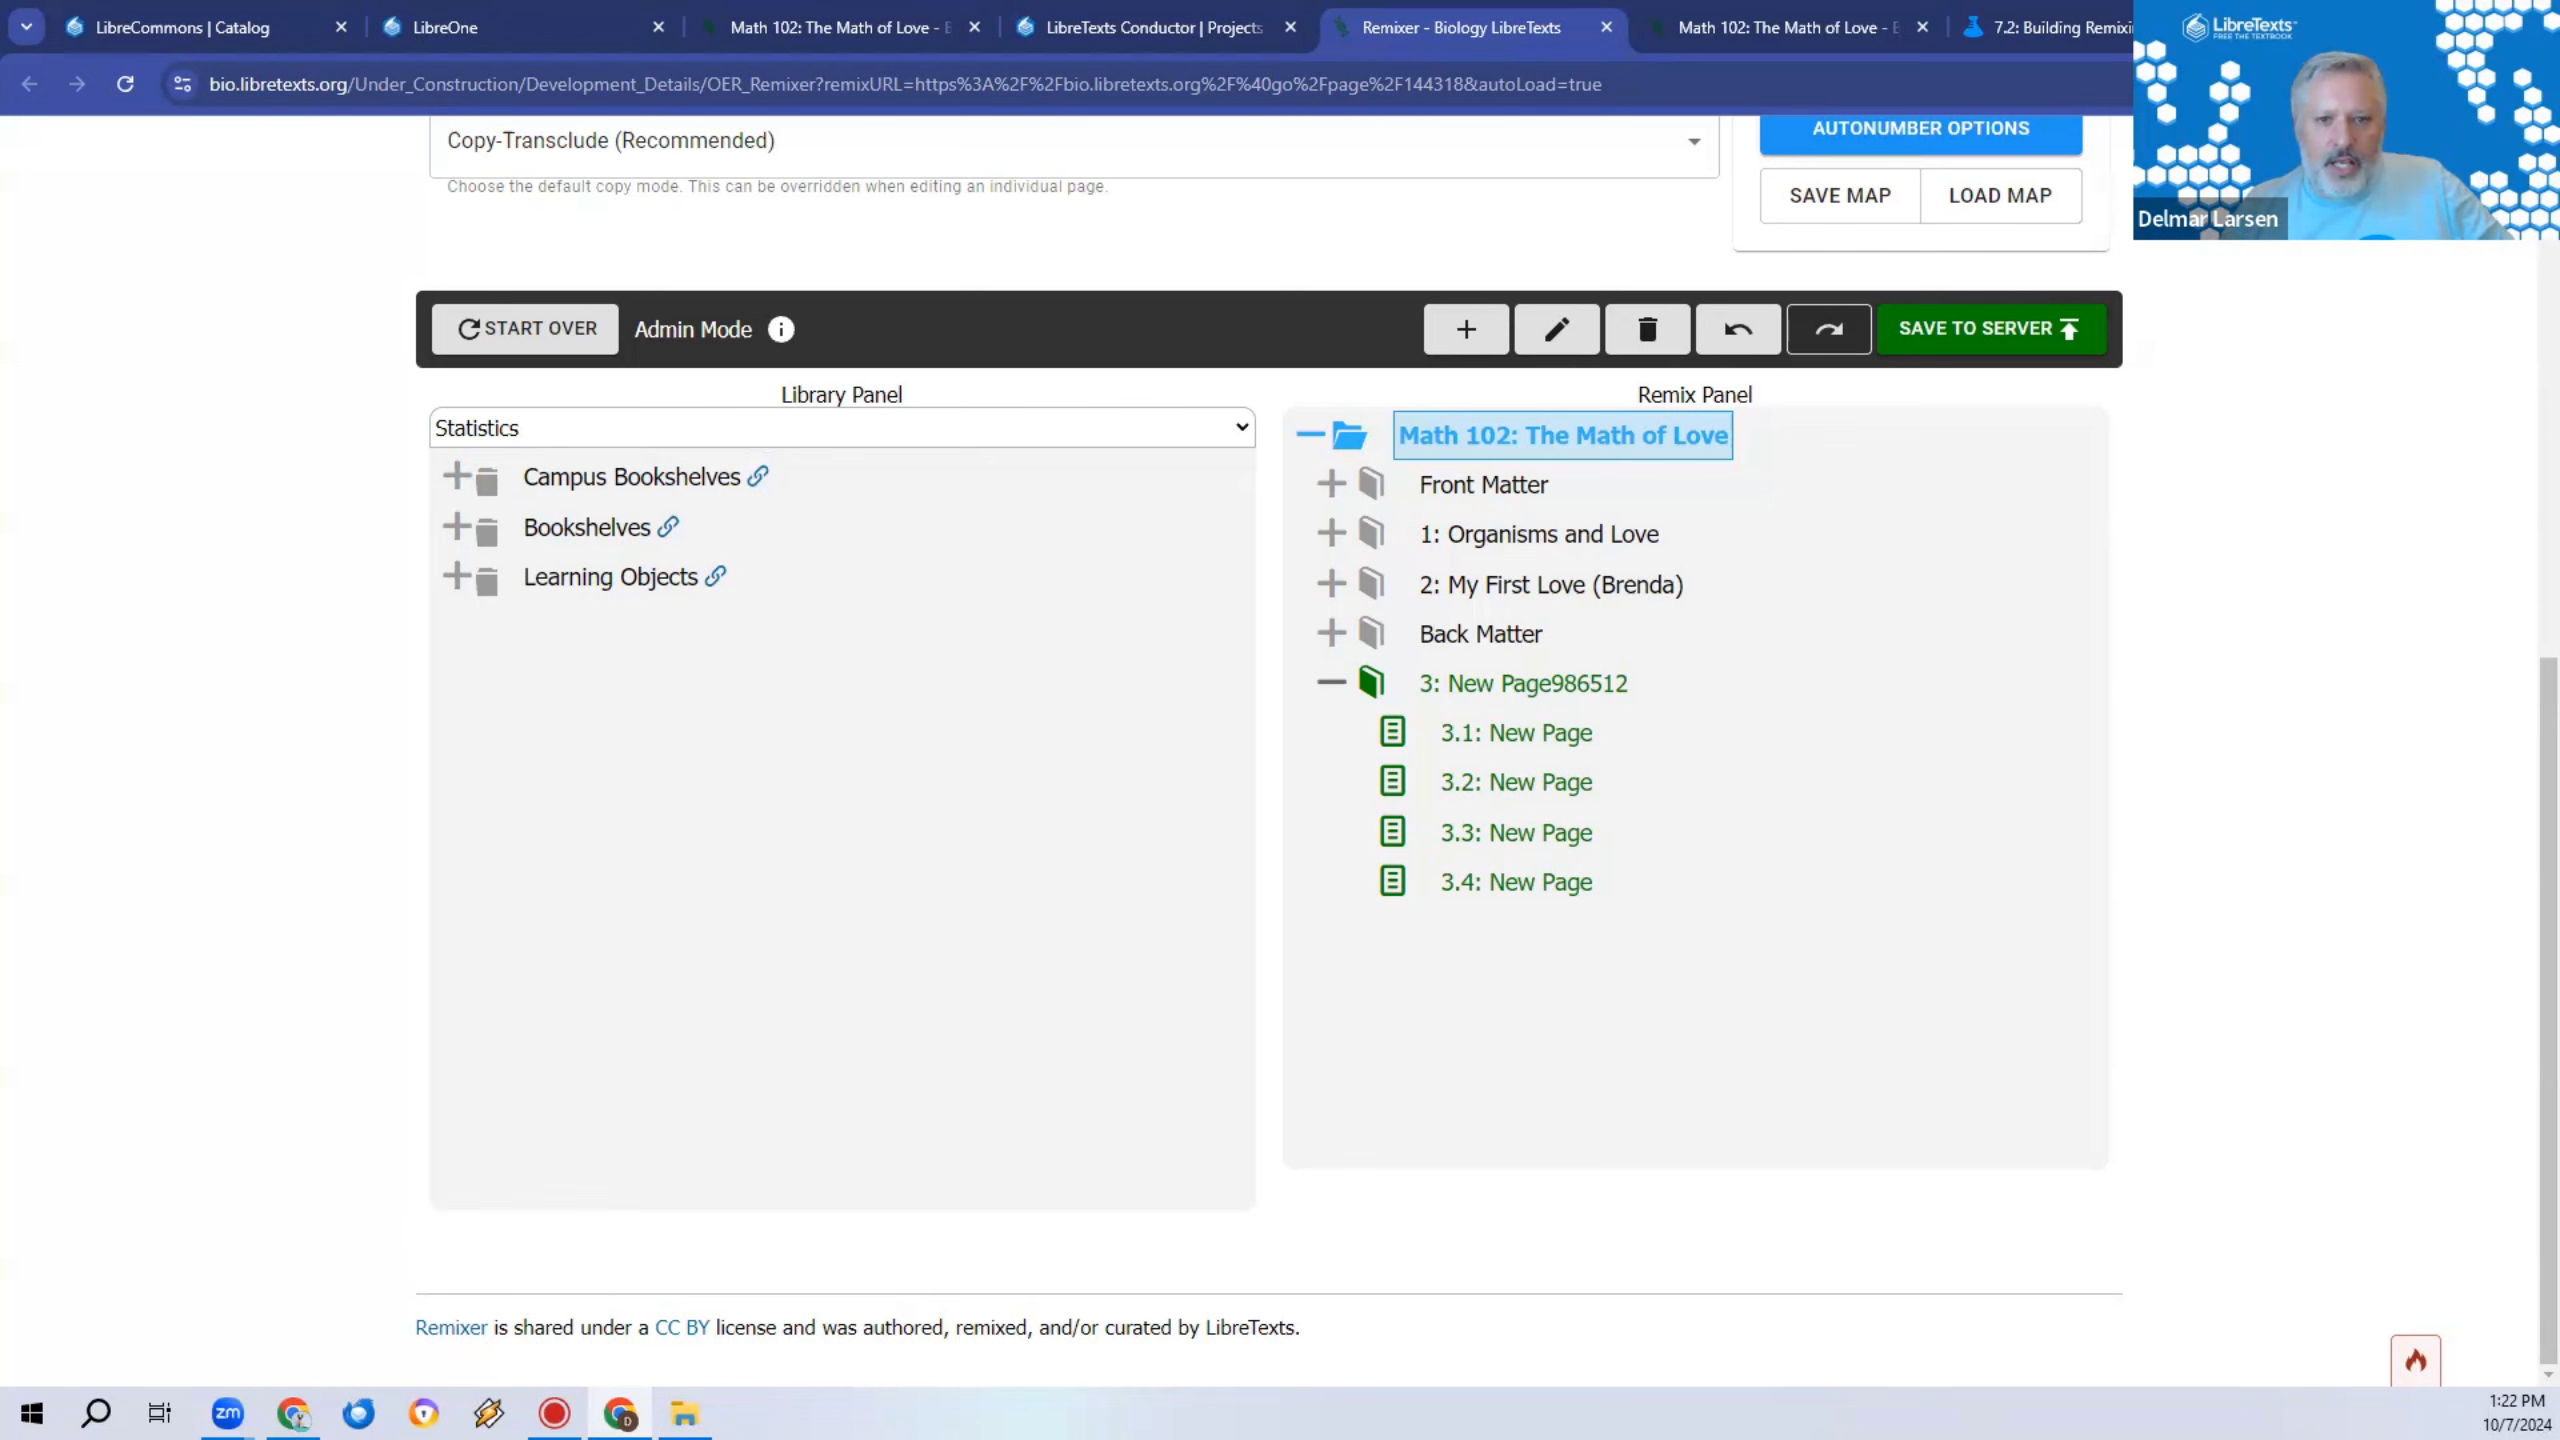 LibreCommons | Catalog
LibreOne
Math 102: The Math of Love - B
LibreTexts Conductor | Projects
Remixer - Biology LibreTexts
Math 102: The Math of Love - B
7.2: Building Remixi
bio.libretexts.org/Under_Construction/Development_Details/OER_Remixer?remixURL=https%3A%2F%2Fbio.libretexts.org%2F%40go%2Fpage%2F144318&autoLoad=true
LibreTexts™
FREE THE TEXTBOOK
Delmar Larsen
Copy-Transclude (Recommended)
Choose the default copy mode. This can be overridden when editing an individual page.
AUTONUMBER OPTIONS
SAVE MAP
LOAD MAP
START OVER
Admin Mode
SAVE TO SERVER
Library Panel
Statistics
Campus Bookshelves
Bookshelves
Learning Objects
Remix Panel
Math 102: The Math of Love
Front Matter
1: Organisms and Love
2: My First Love (Brenda)
Back Matter
3: New Page986512
3.1: New Page
3.2: New Page
3.3: New Page
3.4: New Page
Remixer is shared under a CC BY license and was authored, remixed, and/or curated by LibreTexts.
zm
D
1:22 PM
10/7/2024